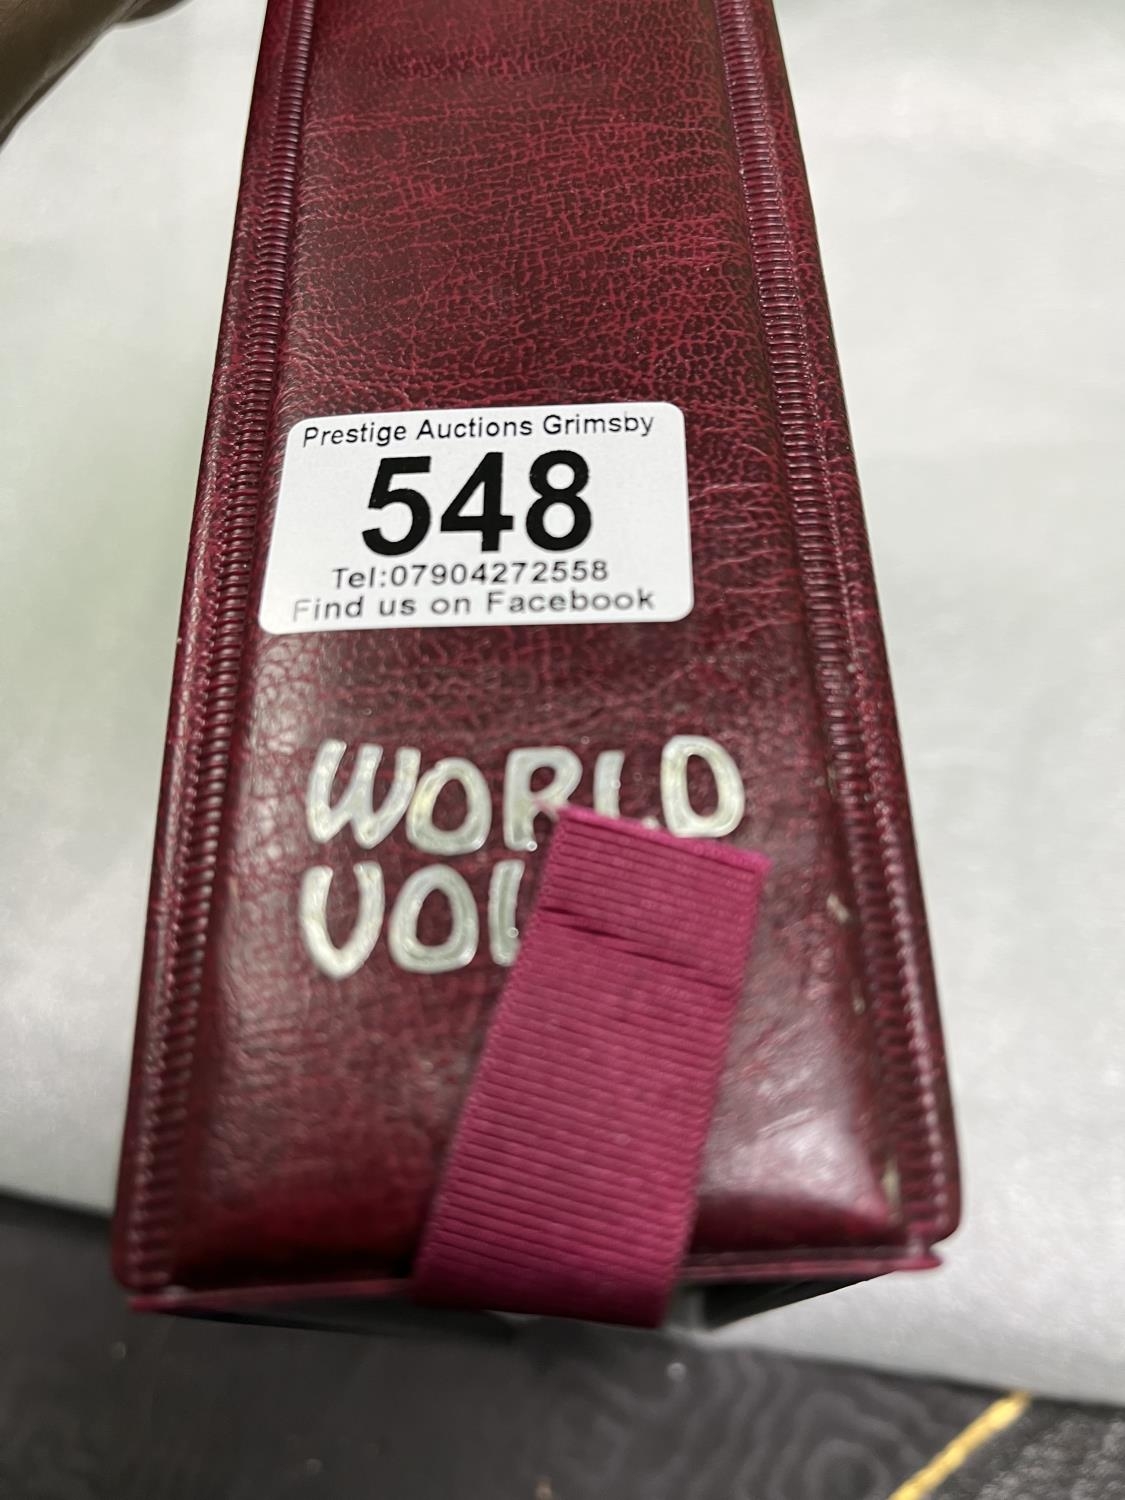 Prestige Auctions Grimsby
548
Tel:07904272558
Find us on Facebook
WORLD